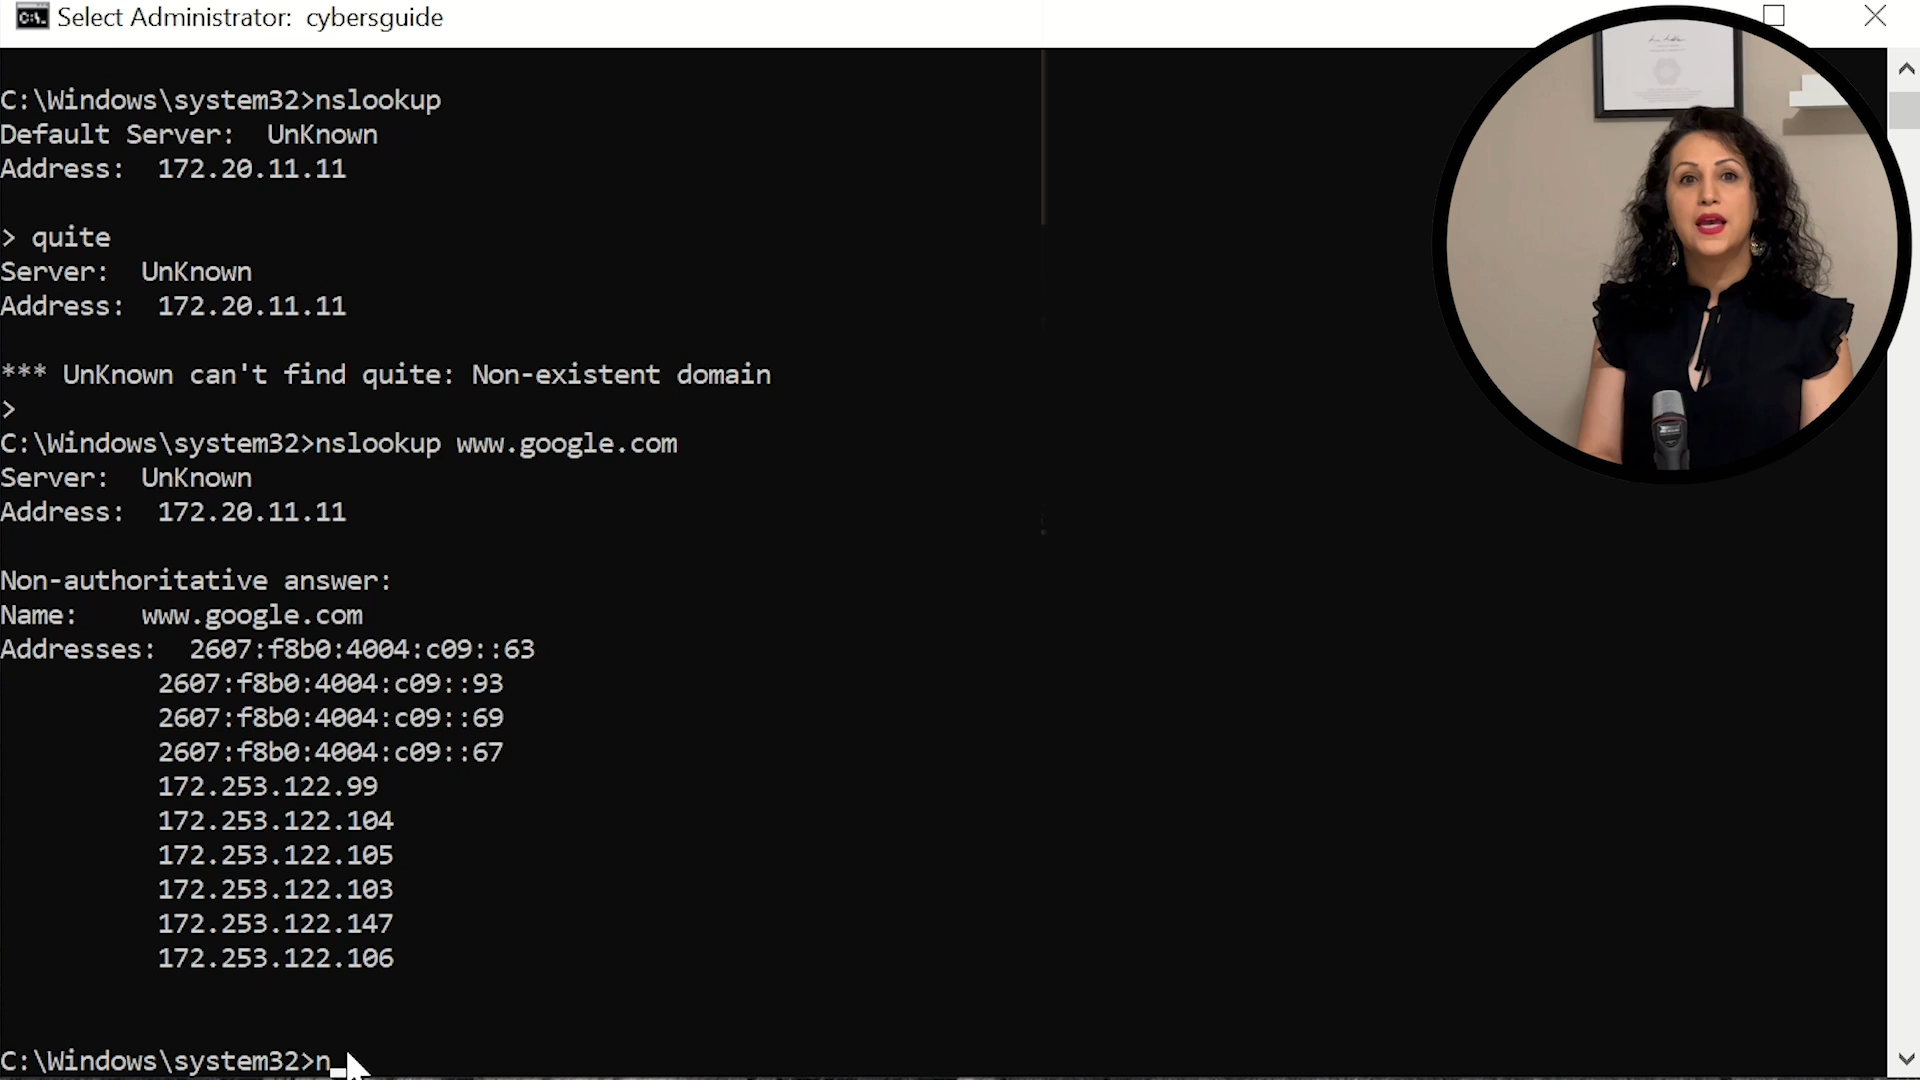 Select Administrator: cybersguide
C:\Windows\system32>nslookup
Default Server:  UnKnown
Address:  172.20.11.11
> quite
Server:  UnKnown
Address:  172.20.11.11
*** UnKnown can't find quite: Non-existent domain
>
C:\Windows\system32>nslookup www.google.com
Server:  UnKnown
Address:  172.20.11.11
Non-authoritative answer:
Name:    www.google.com
Addresses:  2607:f8b0:4004:c09::63
2607:f8b0:4004:c09::93
2607:f8b0:4004:c09::69
2607:f8b0:4004:c09::67
172.253.122.99
172.253.122.104
172.253.122.105
172.253.122.103
172.253.122.147
172.253.122.106
C:\Windows\system32>n_